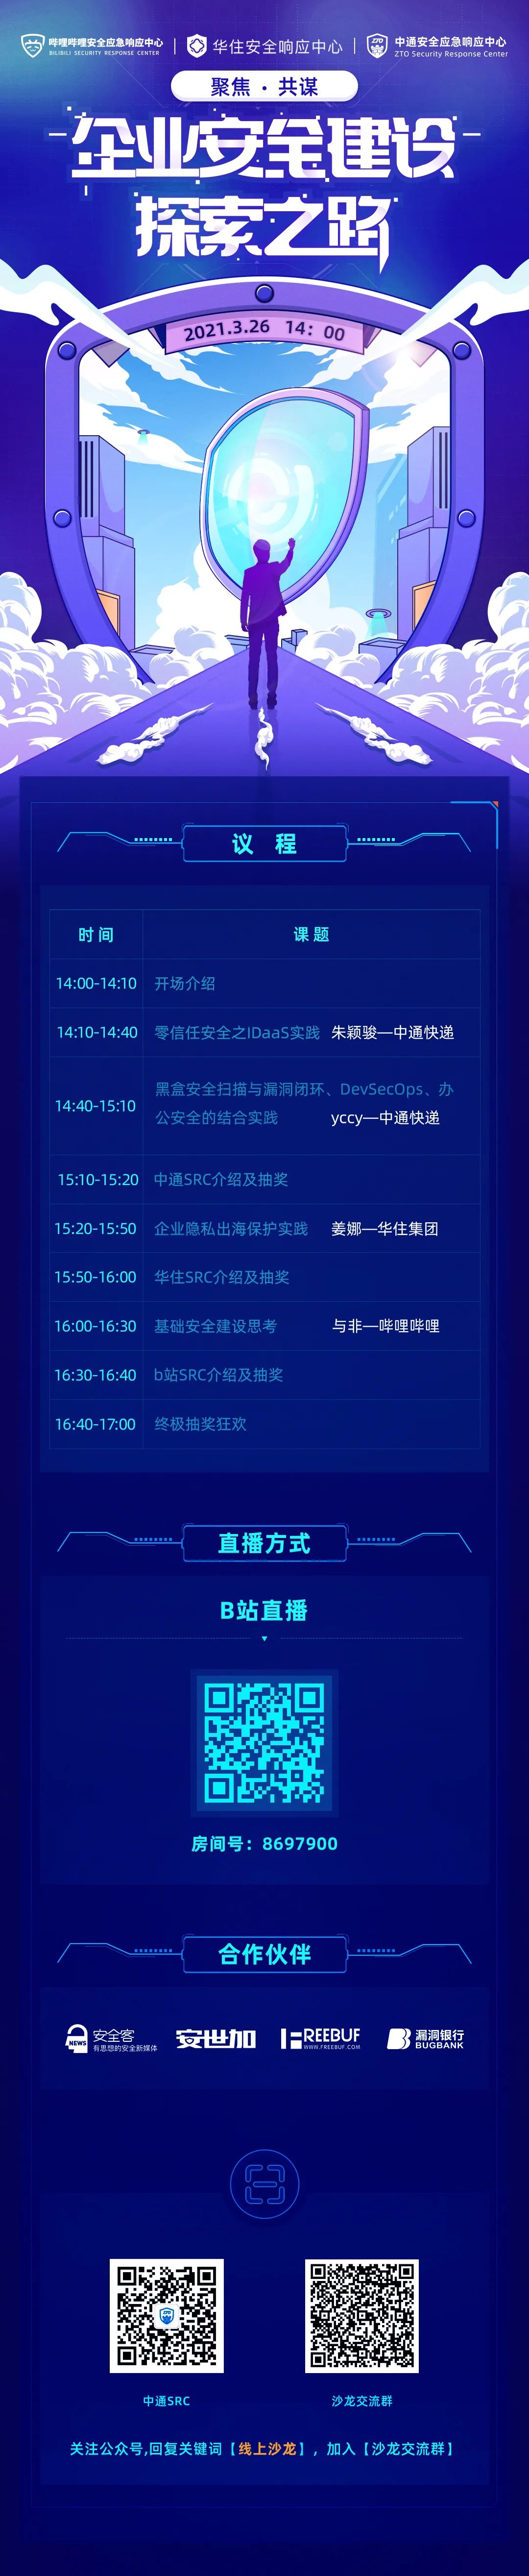 哔哩哔哩安全应急响应中心
BILIBILI SECURITY RESPONSE CENTER
华住安全响应中心
中通安全应急响应中心
ZTO Security Response Center
聚焦 · 共谋
企业安全建设
探索之路
2021.3.26 14：00
议 程
时间 课题
14:00-14:10 开场介绍
14:10-14:40 零信任安全之IDaaS实践 朱颖骏—中通快递
14:40-15:10 黑盒安全扫描与漏洞闭环、DevSecOps、办
公安全的结合实践 yccy—中通快递
15:10-15:20 中通SRC介绍及抽奖
15:20-15:50 企业隐私出海保护实践 姜娜—华住集团
15:50-16:00 华住SRC介绍及抽奖
16:00-16:30 基础安全建设思考 与非—哔哩哔哩
16:30-16:40 b站SRC介绍及抽奖
16:40-17:00 终极抽奖狂欢
直播方式
B站直播
房间号：8697900
合作伙伴
NEWS
安全客
有思想的安全新媒体
安世加
FREEBUF
WWW.FREEBUF.COM
漏洞银行
BUGBANK
中通SRC
沙龙交流群
关注公众号,回复关键词【线上沙龙】，加入【沙龙交流群】